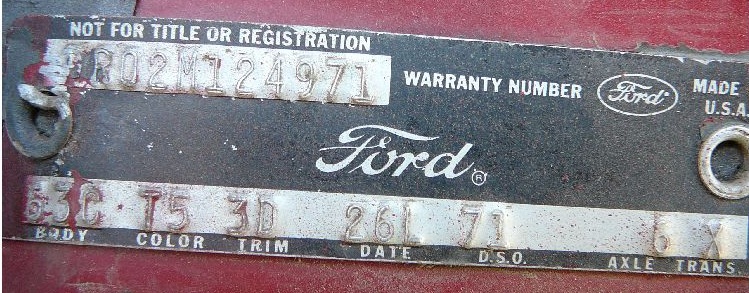 NOT FOR TITLE OR REGISTRATION
9R02M124971 WARRANTY NUMBER Ford MADE
U.S.A.
Ford ®
63C T5 3D 26L 71 6 X
BODY COLOR TRIM DATE D.S.O. AXLE TRANS.